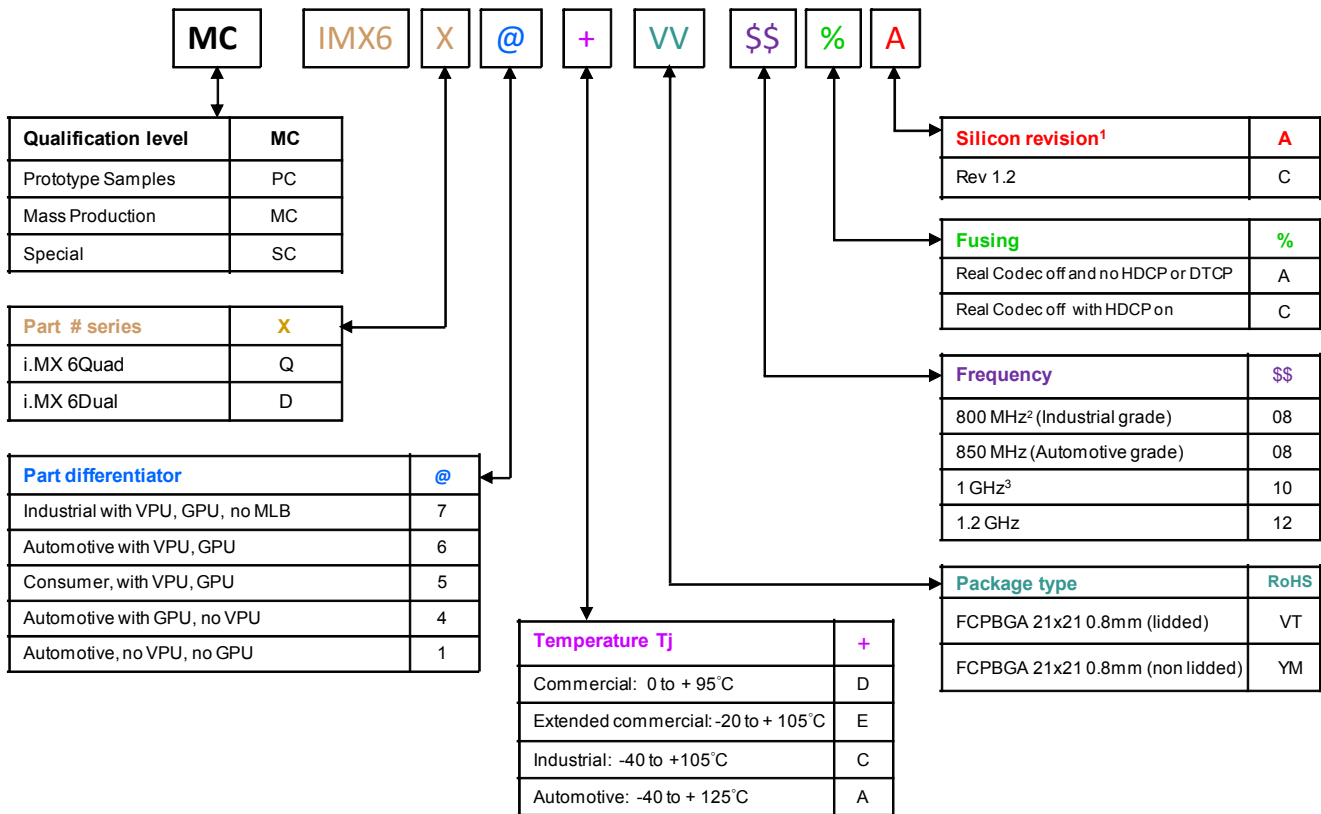 MC IMX6 X @ + VV $$ % A
Qualification level MC
Prototype Samples PC
Mass Production MC
Special SC
Part # series X
i.MX 6Quad Q
i.MX 6Dual D
Part differentiator @
Industrial with VPU, GPU, no MLB 7
Automotive with VPU, GPU 6
Consumer, with VPU, GPU 5
Automotive with GPU, no VPU 4
Automotive, no VPU, no GPU 1
Temperature Tj +
Commercial: 0 to + 95°C D
Extended commercial: -20 to + 105°C E
Industrial: -40 to +105°C C
Automotive: -40 to + 125°C A
Silicon revision¹ A
Rev 1.2 C
Fusing %
Real Codec off and no HDCP or DTCP A
Real Codec off with HDCP on C
Frequency $$
800 MHz² (Industrial grade) 08
850 MHz (Automotive grade) 08
1 GHz³ 10
1.2 GHz 12
Package type RoHS
FCPBGA 21x21 0.8mm (lidded) VT
FCPBGA 21x21 0.8mm (non lidded) YM